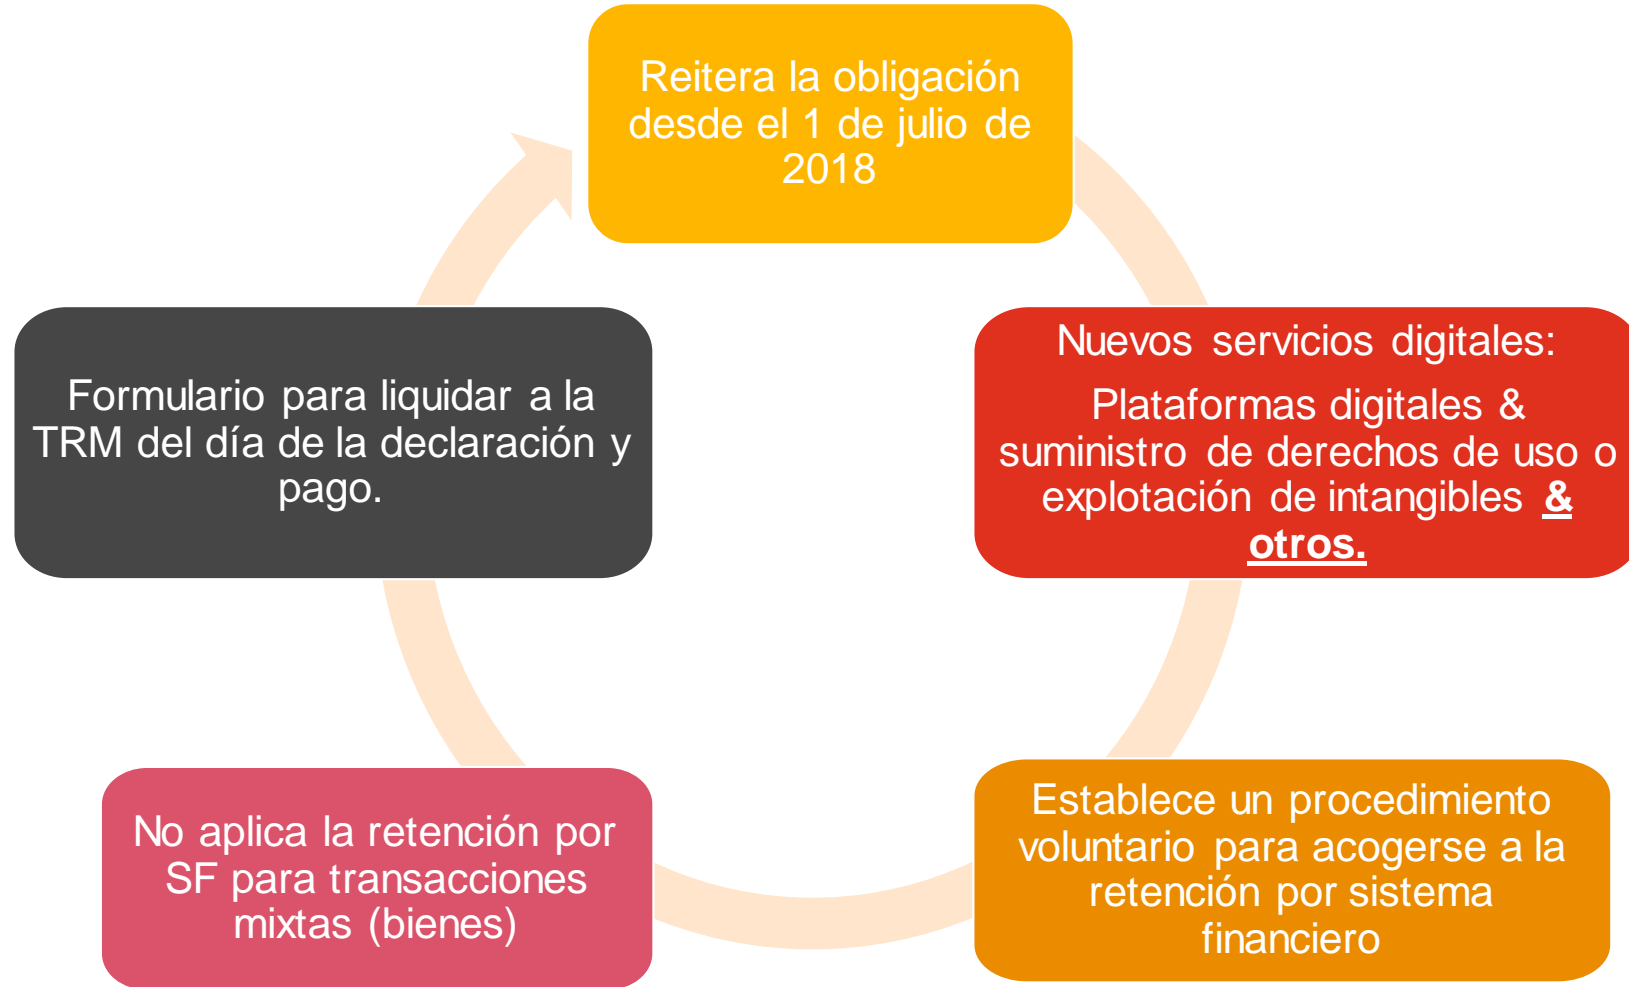 Reitera la obligación
desde el 1 de julio de
2018
Nuevos servicios digitales:
Plataformas digitales &
suministro de derechos de uso o
explotación de intangibles &
otros.
Establece un procedimiento
voluntario para acogerse a la
retención por sistema
financiero
No aplica la retención por
SF para transacciones
mixtas (bienes)
Formulario para liquidar a la
TRM del día de la declaración y
pago.